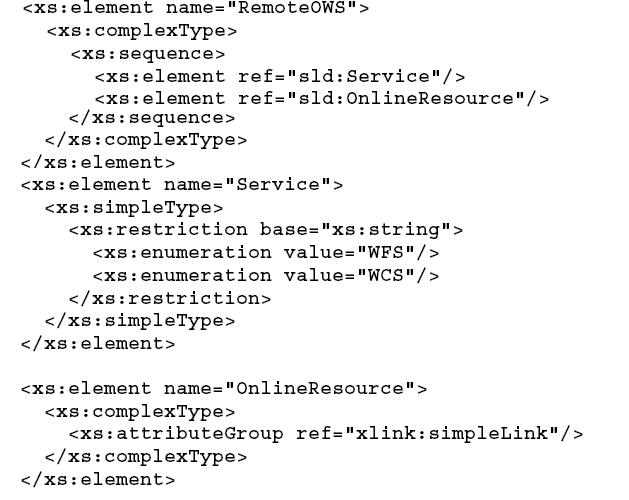 <xs:element name="RemoteOWS">
  <xs:complexType>
    <xs:sequence>
      <xs:element ref="sld:Service"/>
      <xs:element ref="sld:OnlineResource"/>
    </xs:sequence>
  </xs:complexType>
</xs:element>
<xs:element name="Service">
  <xs:simpleType>
    <xs:restriction base="xs:string">
      <xs:enumeration value="WFS"/>
      <xs:enumeration value="WCS"/>
    </xs:restriction>
  </xs:simpleType>
</xs:element>

<xs:element name="OnlineResource">
  <xs:complexType>
    <xs:attributeGroup ref="xlink:simpleLink"/>
  </xs:complexType>
</xs:element>